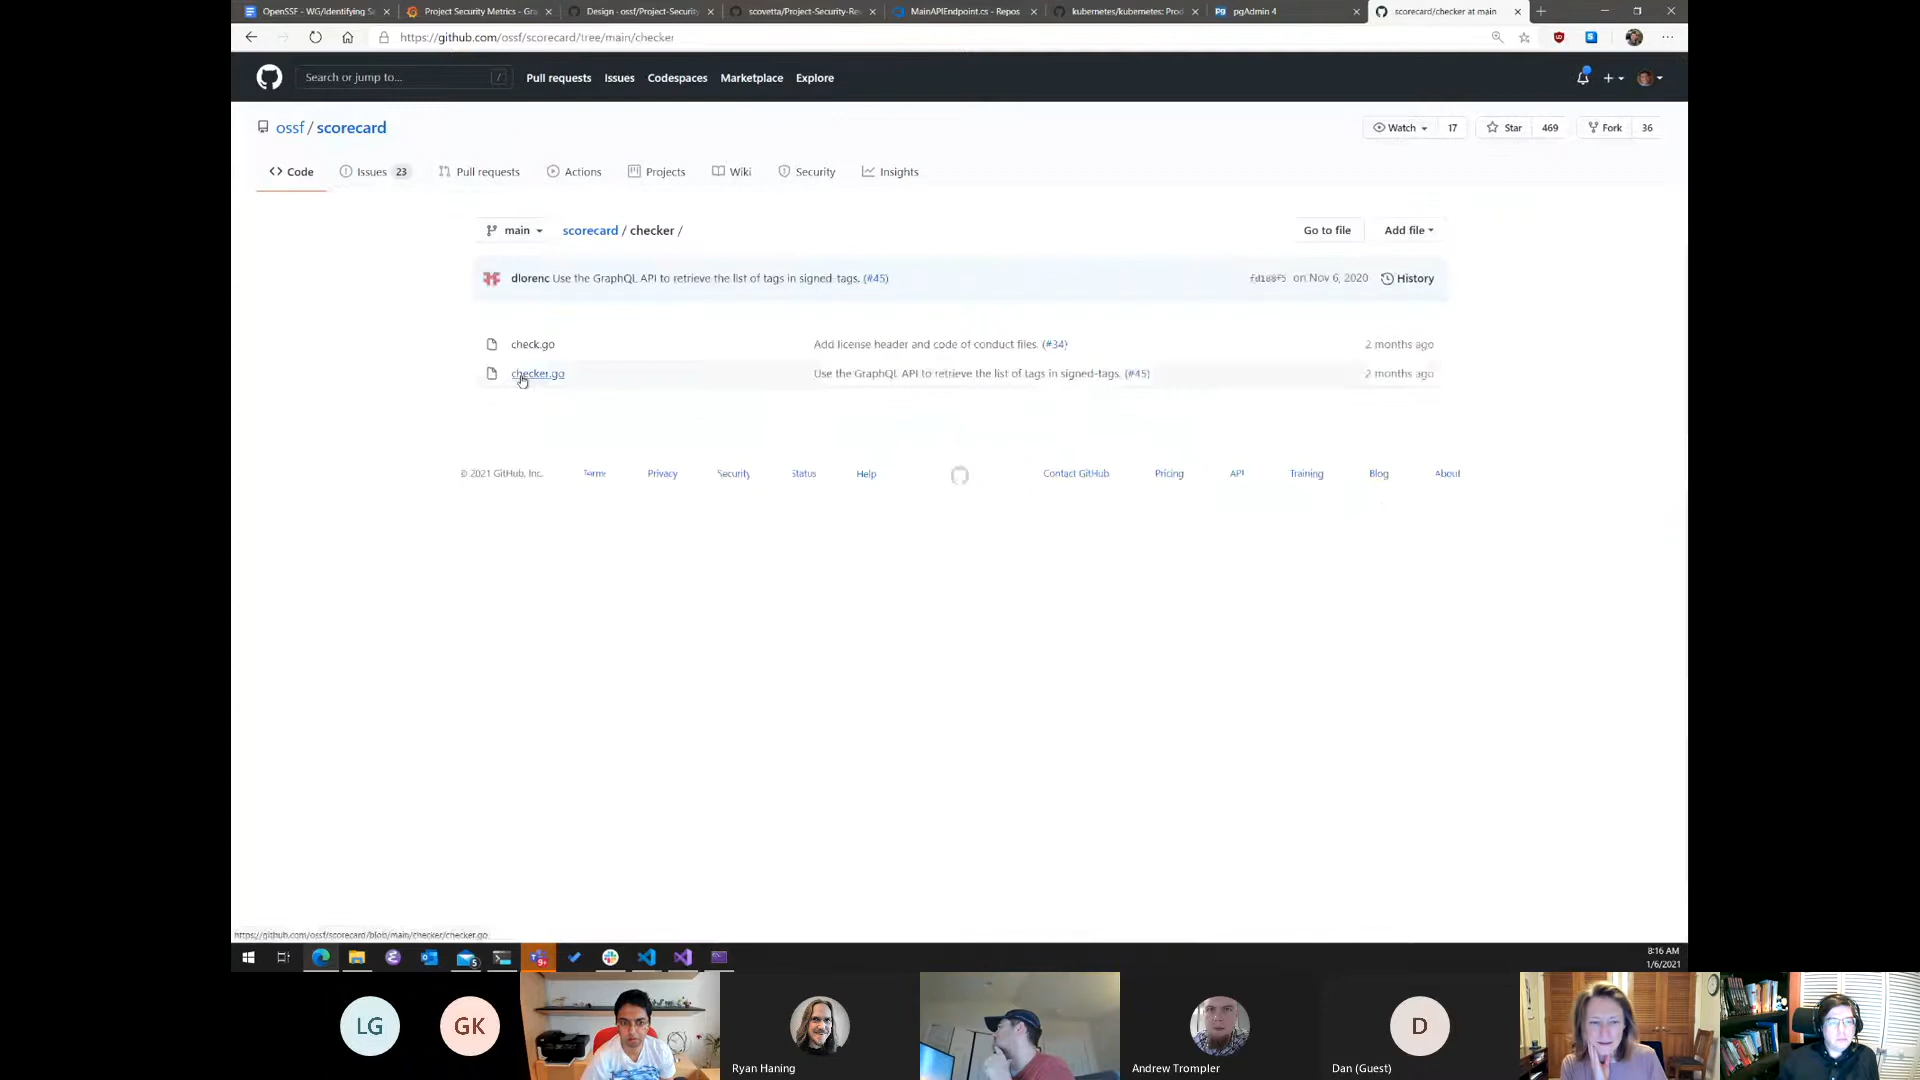 OpenSSF - WG/Identifying Se
Project Security Metrics - Gra
Design · ossf/Project-Security
scovetta/Project-Security-Re
MainAPIEndpoint.cs - Repos
kubernetes/kubernetes: Prod
pgAdmin 4
scorecard/checker at main
https://github.com/ossf/scorecard/tree/main/checker
Search or jump to... /
Pull requests Issues Codespaces Marketplace Explore
ossf / scorecard
Watch 17 Star 469 Fork 36
Code Issues 23 Pull requests Actions Projects Wiki Security Insights
main scorecard / checker / Go to file Add file
dlorenc Use the GraphQL API to retrieve the list of tags in signed-tags. (#45) fd188f5 on Nov 6, 2020 History
check.go Add license header and code of conduct files. (#34) 2 months ago
checker.go Use the GraphQL API to retrieve the list of tags in signed-tags. (#45) 2 months ago
© 2021 GitHub, Inc. Terms Privacy Security Status Help Contact GitHub Pricing API Training Blog About
https://github.com/ossf/scorecard/blob/main/checker/checker.go
8:16 AM
1/6/2021
LG
GK
D
Ryan Haning
Andrew Trompler
Dan (Guest)